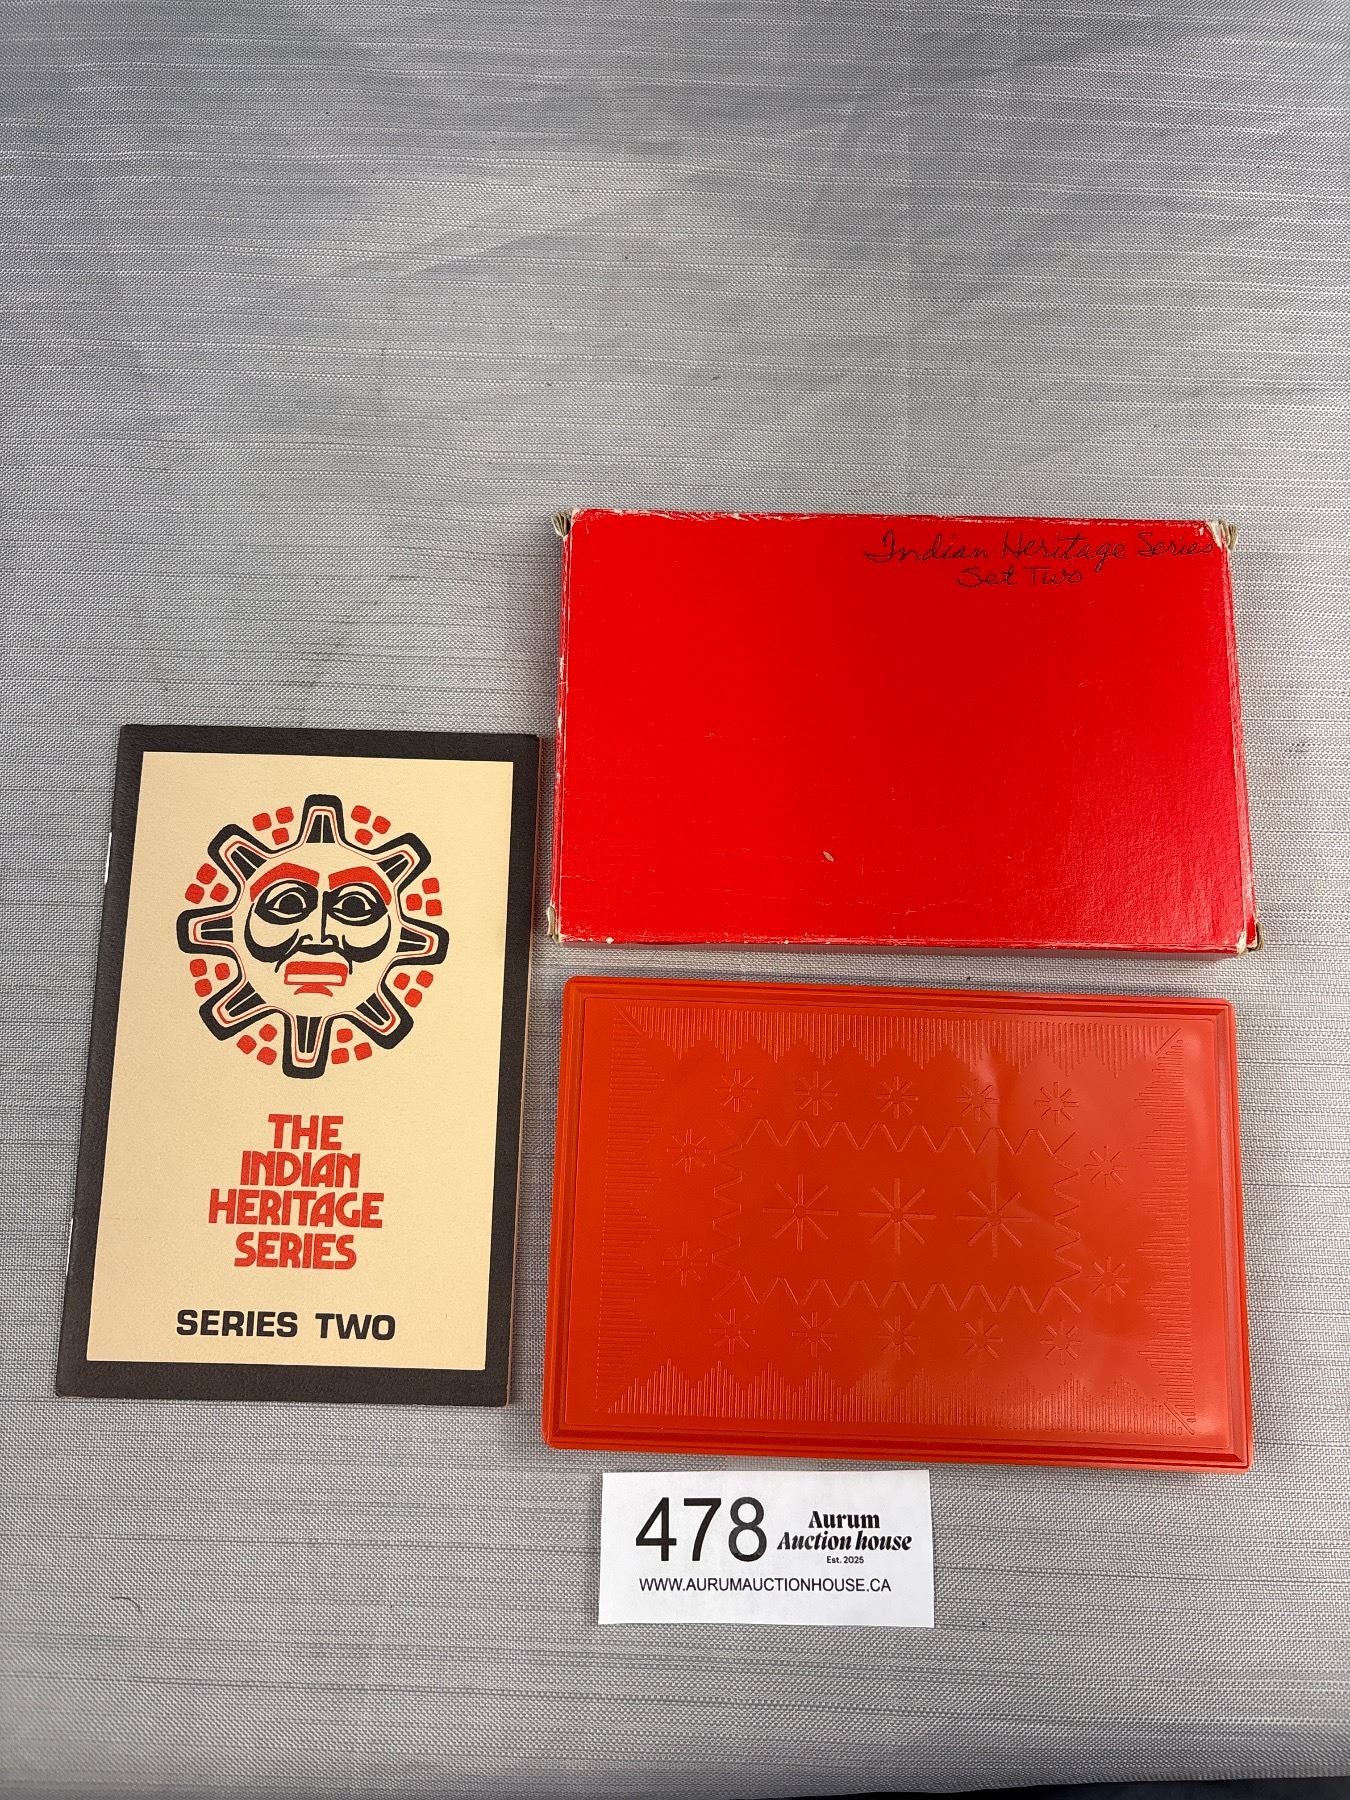 Indian Heritage Series
Set Two
THE
INDIAN
HERITAGE
SERIES
SERIES TWO
478
Aurum
Auction house
Est. 2025
WWW.AURUMAUCTIONHOUSE.CA